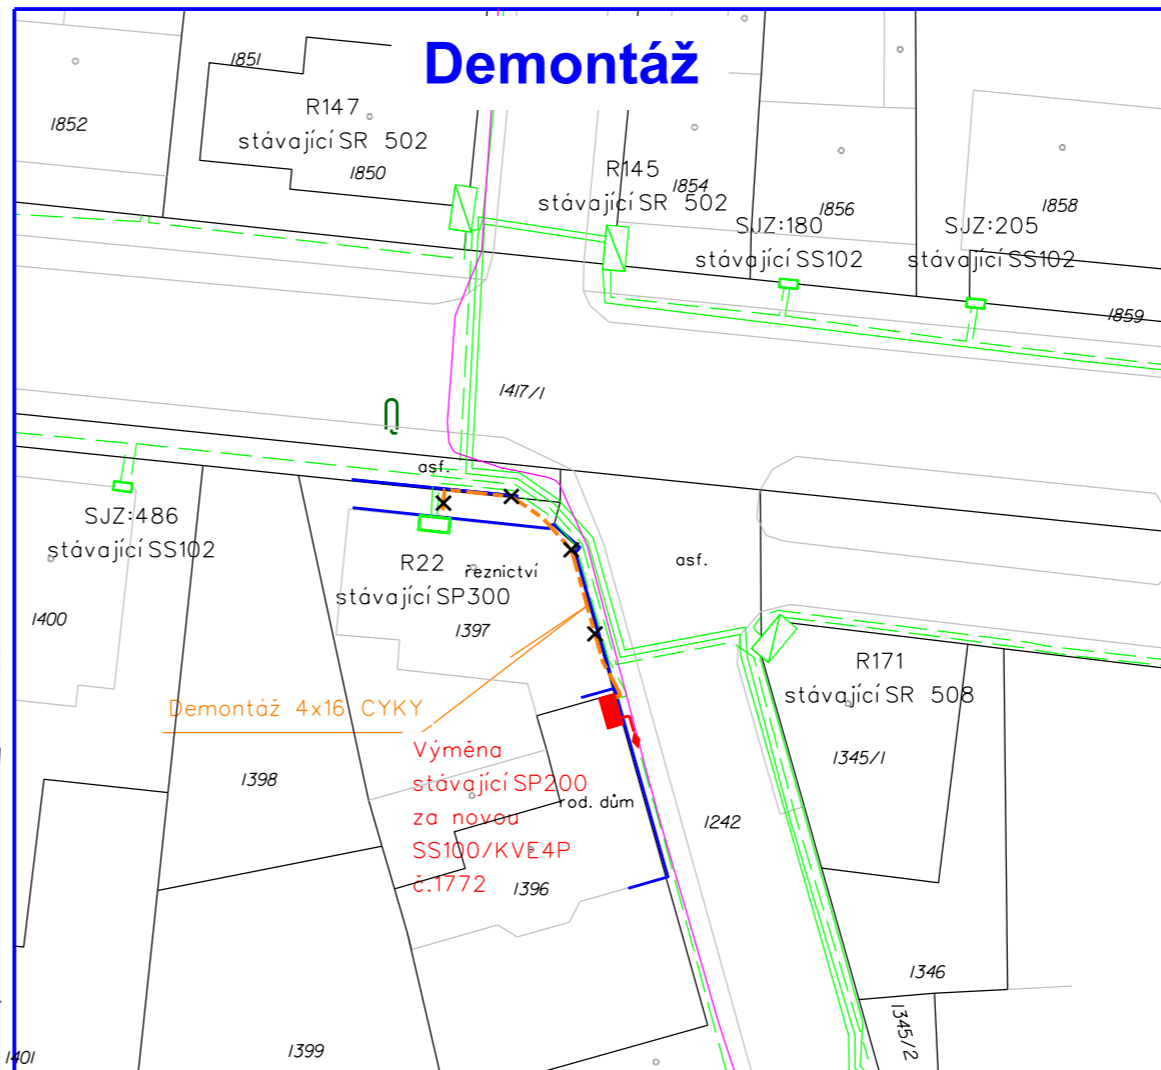 Demontáž
1851
R147
stávající SR 502
1852
1850
R145
stávající SR 502
1854
1856
1858
SJZ:180
stávající SS102
SJZ:205
stávající SS102
1859
1417/1
asf.
SJZ:486
stávající SS102
R22
řeznictví
stávající SP300
asf.
1400
1397
R171
stávající SR 508
Demontáž 4x16 CYKY
Výměna
stávající SP200
za novou
SS100/KVE4P
č.1772
rod. dům
1398
1345/1
1242
1396
1346
1345/2
1399
1401